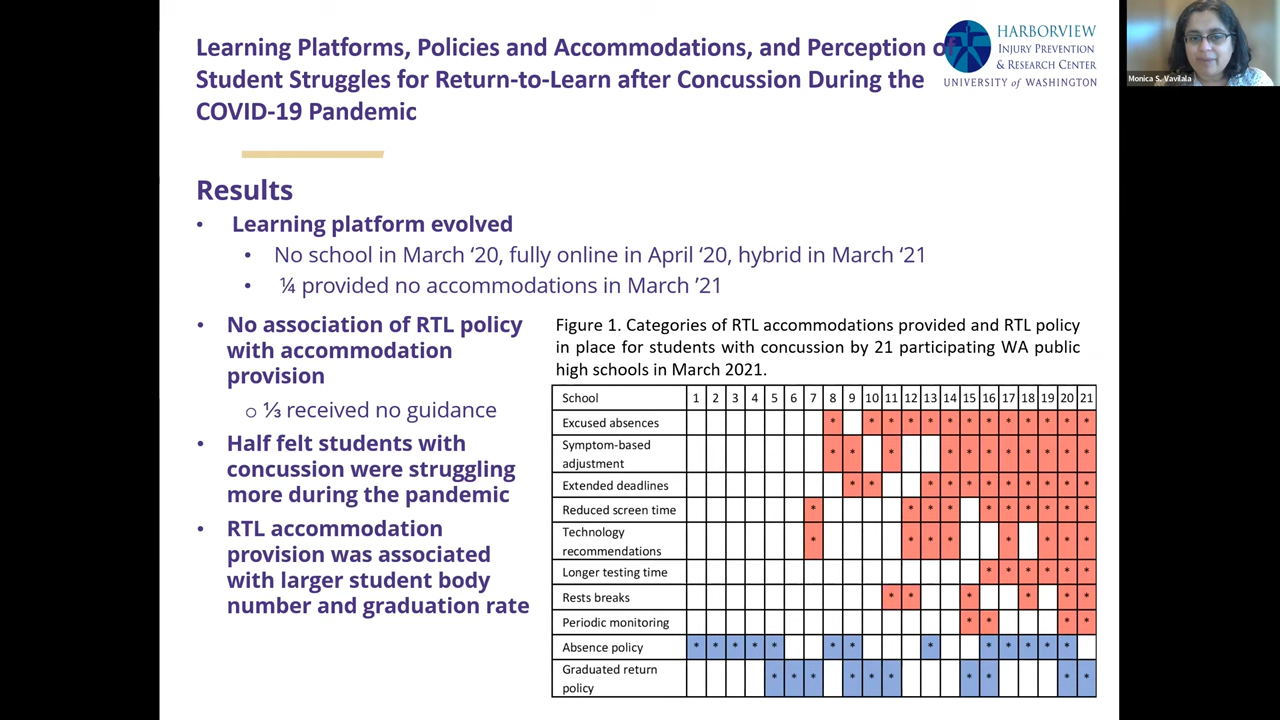 Learning Platforms, Policies and Accommodations, and Perception of
Student Struggles for Return-to-Learn after Concussion During the
COVID-19 Pandemic
HARBORVIEW
INJURY PREVENTION
& RESEARCH CENTER
UNIVERSITY of WASHINGTON
Monica S. Vavilala
Results
• Learning platform evolved
• No school in March ‘20, fully online in April ‘20, hybrid in March ‘21
• ¼ provided no accommodations in March ’21
• No association of RTL policy
with accommodation
provision
o ⅓ received no guidance
• Half felt students with
concussion were struggling
more during the pandemic
• RTL accommodation
provision was associated
with larger student body
number and graduation rate
Figure 1. Categories of RTL accommodations provided and RTL policy
in place for students with concussion by 21 participating WA public
high schools in March 2021.
School 1 2 3 4 5 6 7 8 9 10 11 12 13 14 15 16 17 18 19 20 21
Excused absences * * * * * * * * * * * * *
Symptom-based
adjustment * * * * * * * * * * *
Extended deadlines * * * * * * * * * * *
Reduced screen time * * * * * * * * * *
Technology
recommendations * * * * * * * *
Longer testing time * * * * * *
Rests breaks * * * * * *
Periodic monitoring * * * *
Absence policy * * * * * * * * * * * * *
Graduated return
policy * * * * * * * * * *